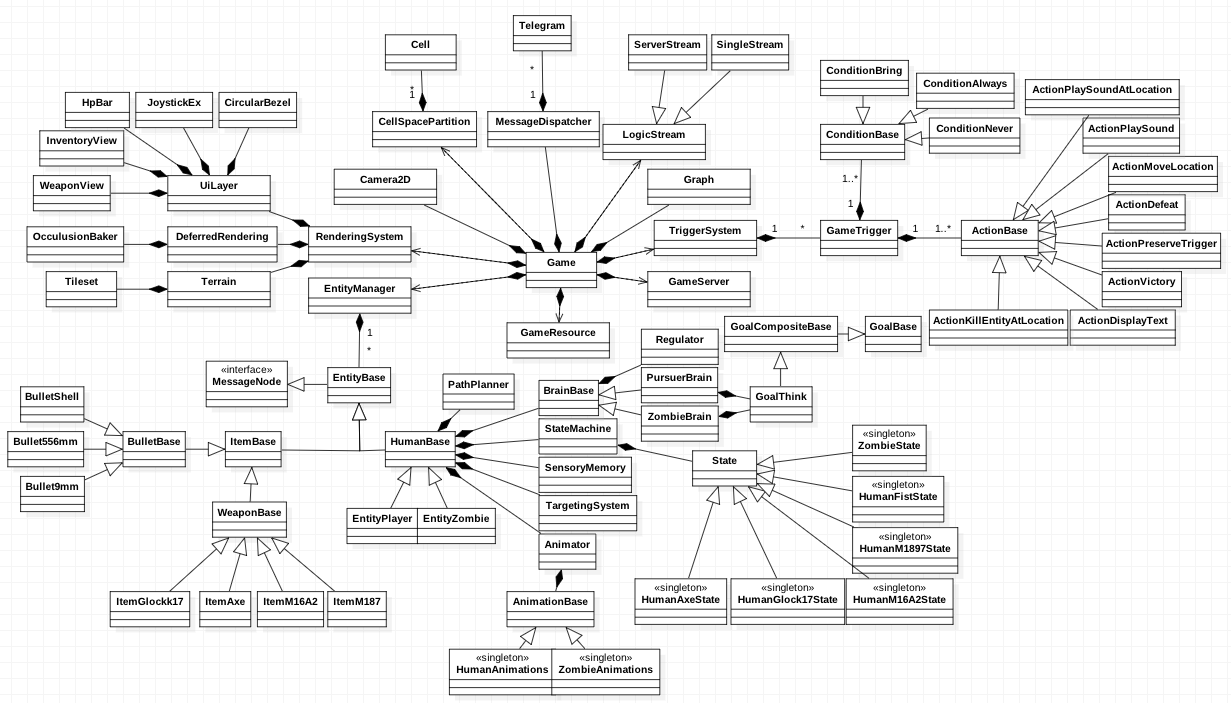 Telegram
Cell
ServerStream
SingleStream
*
ConditionBring
ConditionAlways
ActionPlaySoundAtLocation
HpBar
JoystickEx
CircularBezel
*
1
1
CellSpacePartition
MessageDispatcher
LogicStream
ConditionBase
ConditionNever
ActionPlaySound
InventoryView
ActionMoveLocation
WeaponView
UiLayer
Camera2D
Graph
1..*
1
ActionDefeat
OcculusionBaker
DeferredRendering
RenderingSystem
TriggerSystem
1
*
GameTrigger
1
1..*
ActionBase
ActionPreserveTrigger
Game
Tileset
Terrain
EntityManager
GameServer
ActionVictory
1
*
GameResource
GoalCompositeBase
GoalBase
ActionKillEntityAtLocation
ActionDisplayText
Regulator
«interface»
MessageNode
EntityBase
PathPlanner
BrainBase
PursuerBrain
GoalThink
BulletShell
ZombieBrain
StateMachine
Bullet556mm
BulletBase
ItemBase
HumanBase
State
«singleton»
ZombieState
SensoryMemory
Bullet9mm
«singleton»
HumanFistState
WeaponBase
EntityPlayer
EntityZombie
TargetingSystem
Animator
«singleton»
HumanM1897State
ItemGlockk17
ItemAxe
ItemM16A2
ItemM187
AnimationBase
«singleton»
HumanAxeState
«singleton»
HumanGlock17State
«singleton»
HumanM16A2State
«singleton»
HumanAnimations
«singleton»
ZombieAnimations